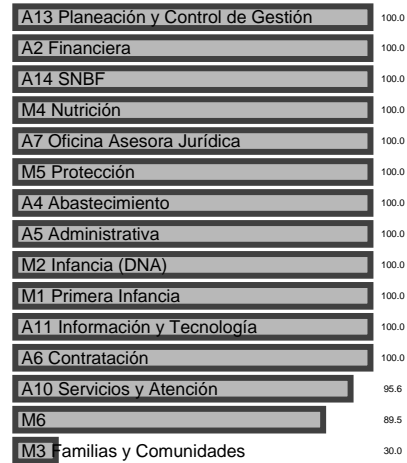 A13 Planeación y Control de Gestión 100.0
A2 Financiera 100.0
A14 SNBF 100.0
M4 Nutrición 100.0
A7 Oficina Asesora Jurídica 100.0
M5 Protección 100.0
A4 Abastecimiento 100.0
A5 Administrativa 100.0
M2 Infancia (DNA) 100.0
M1 Primera Infancia 100.0
A11 Información y Tecnología 100.0
A6 Contratación 100.0
A10 Servicios y Atención 95.6
M6 89.5
M3 Familias y Comunidades 30.0